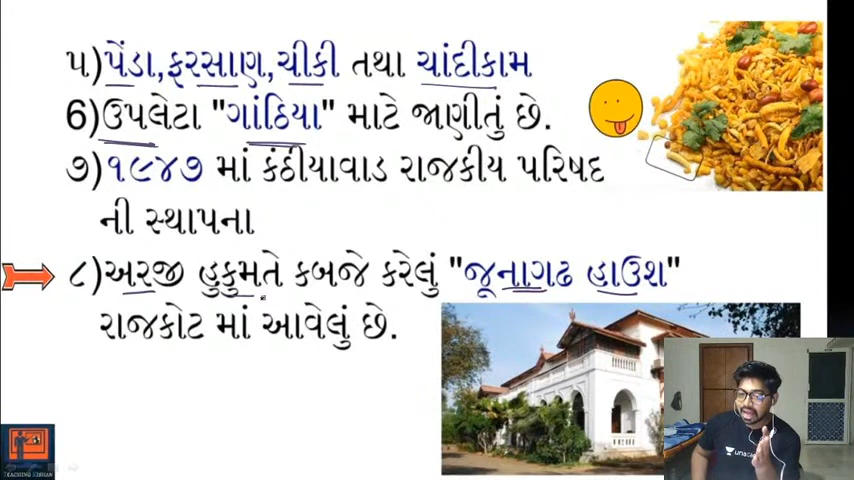 ૫)પેંડા,ફરસાણ,ચીકી તથા ચાંદીકામ
6)ઉપલેટા "ગાંઠિયા" માટે જાણીતું છે.
૭)૧૯૪૭ માં કંઠીયાવાડ રાજકીય પરિષદ
ની સ્થાપના
૮)અરજી હુકુમતે કબજે કરેલું "જૂનાગઢ હાઉશ"
રાજકોટ માં આવેલું છે.